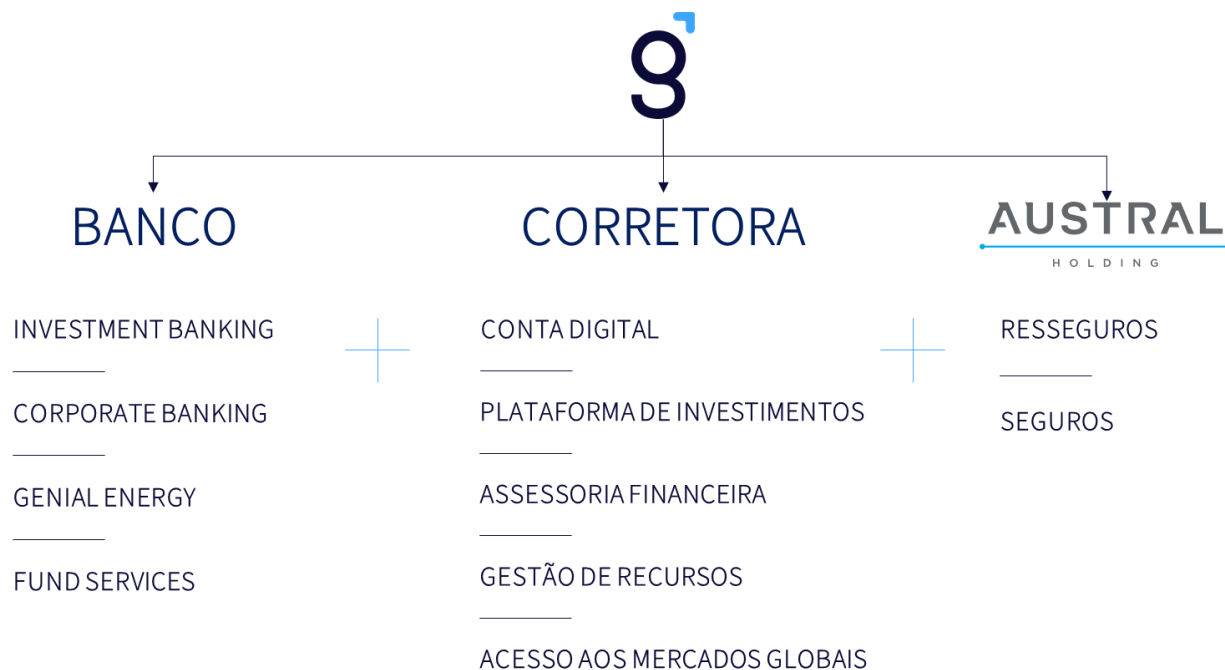 g
BANCO
CORRETORA
AUSTRAL
HOLDING
INVESTMENT BANKING
CORPORATE BANKING
GENIAL ENERGY
FUND SERVICES
CONTA DIGITAL
PLATAFORMA DE INVESTIMENTOS
ASSESSORIA FINANCEIRA
GESTÃO DE RECURSOS
ACESSO AOS MERCADOS GLOBAIS
RESSEGUROS
SEGUROS